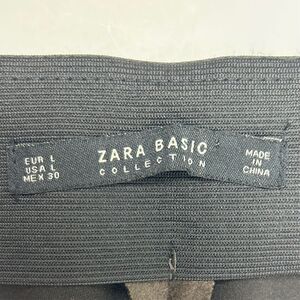 EUR L
USA L
MEX 30
ZARA BASIC
COLLECTION
MADE
IN
CHINA